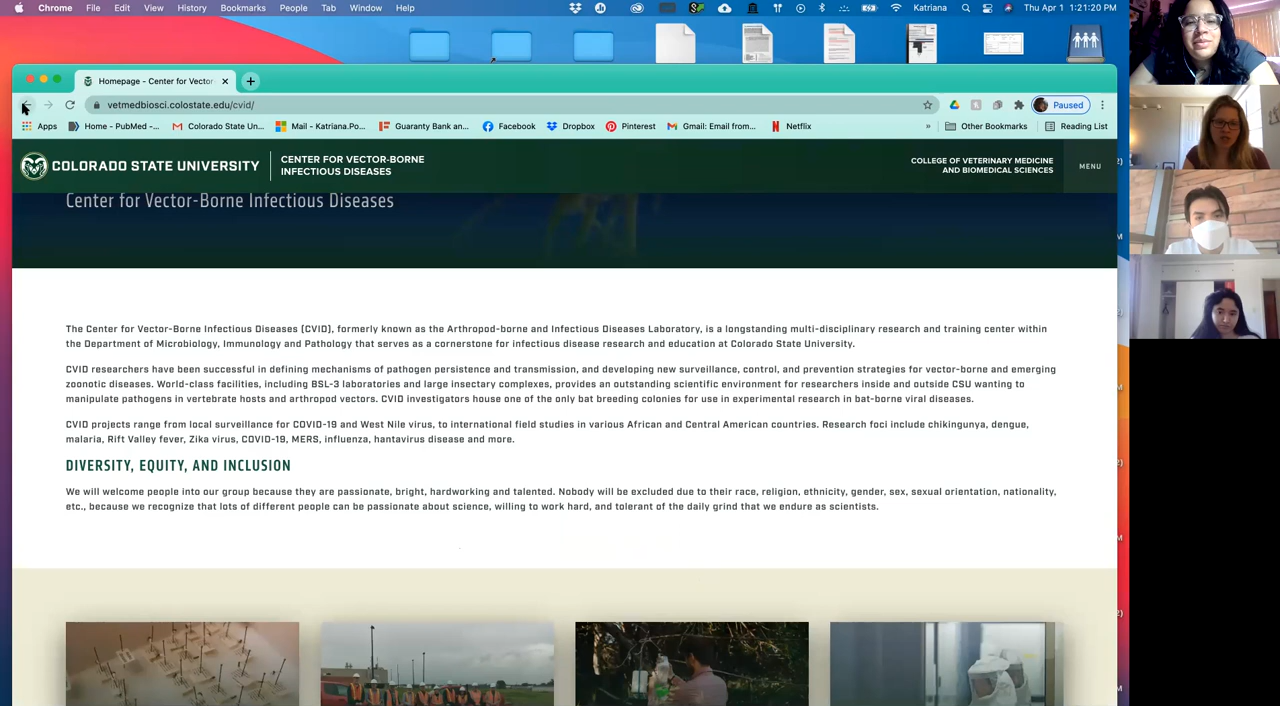 Chrome File Edit View History Bookmarks People Tab Window Help Katriana Thu Apr 1 1:21:20 PM
Homepage - Center for Vector-
vetmedbiosci.colostate.edu/cvid/ Paused
Apps Home - PubMed -... Colorado State Un... Mail - Katriana.Po... Guaranty Bank an... Facebook Dropbox Pinterest Gmail: Email from... Netflix » Other Bookmarks Reading List
COLORADO STATE UNIVERSITY
CENTER FOR VECTOR-BORNE
INFECTIOUS DISEASES
COLLEGE OF VETERINARY MEDICINE
AND BIOMEDICAL SCIENCES
MENU
Center for Vector-Borne Infectious Diseases
The Center for Vector-Borne Infectious Diseases (CVID), formerly known as the Arthropod-borne and Infectious Diseases Laboratory, is a longstanding multi-disciplinary research and training center within
the Department of Microbiology, Immunology and Pathology that serves as a cornerstone for infectious disease research and education at Colorado State University.
CVID researchers have been successful in defining mechanisms of pathogen persistence and transmission, and developing new surveillance, control, and prevention strategies for vector-borne and emerging
zoonotic diseases. World-class facilities, including BSL-3 laboratories and large insectary complexes, provides an outstanding scientific environment for researchers inside and outside CSU wanting to
manipulate pathogens in vertebrate hosts and arthropod vectors. CVID investigators house one of the only bat breeding colonies for use in experimental research in bat-borne viral diseases.
CVID projects range from local surveillance for COVID-19 and West Nile virus, to international field studies in various African and Central American countries. Research foci include chikingunya, dengue,
malaria, Rift Valley fever, Zika virus, COVID-19, MERS, influenza, hantavirus disease and more.
DIVERSITY, EQUITY, AND INCLUSION
We will welcome people into our group because they are passionate, bright, hardworking and talented. Nobody will be excluded due to their race, religion, ethnicity, gender, sex, sexual orientation, nationality,
etc., because we recognize that lots of different people can be passionate about science, willing to work hard, and tolerant of the daily grind that we endure as scientists.